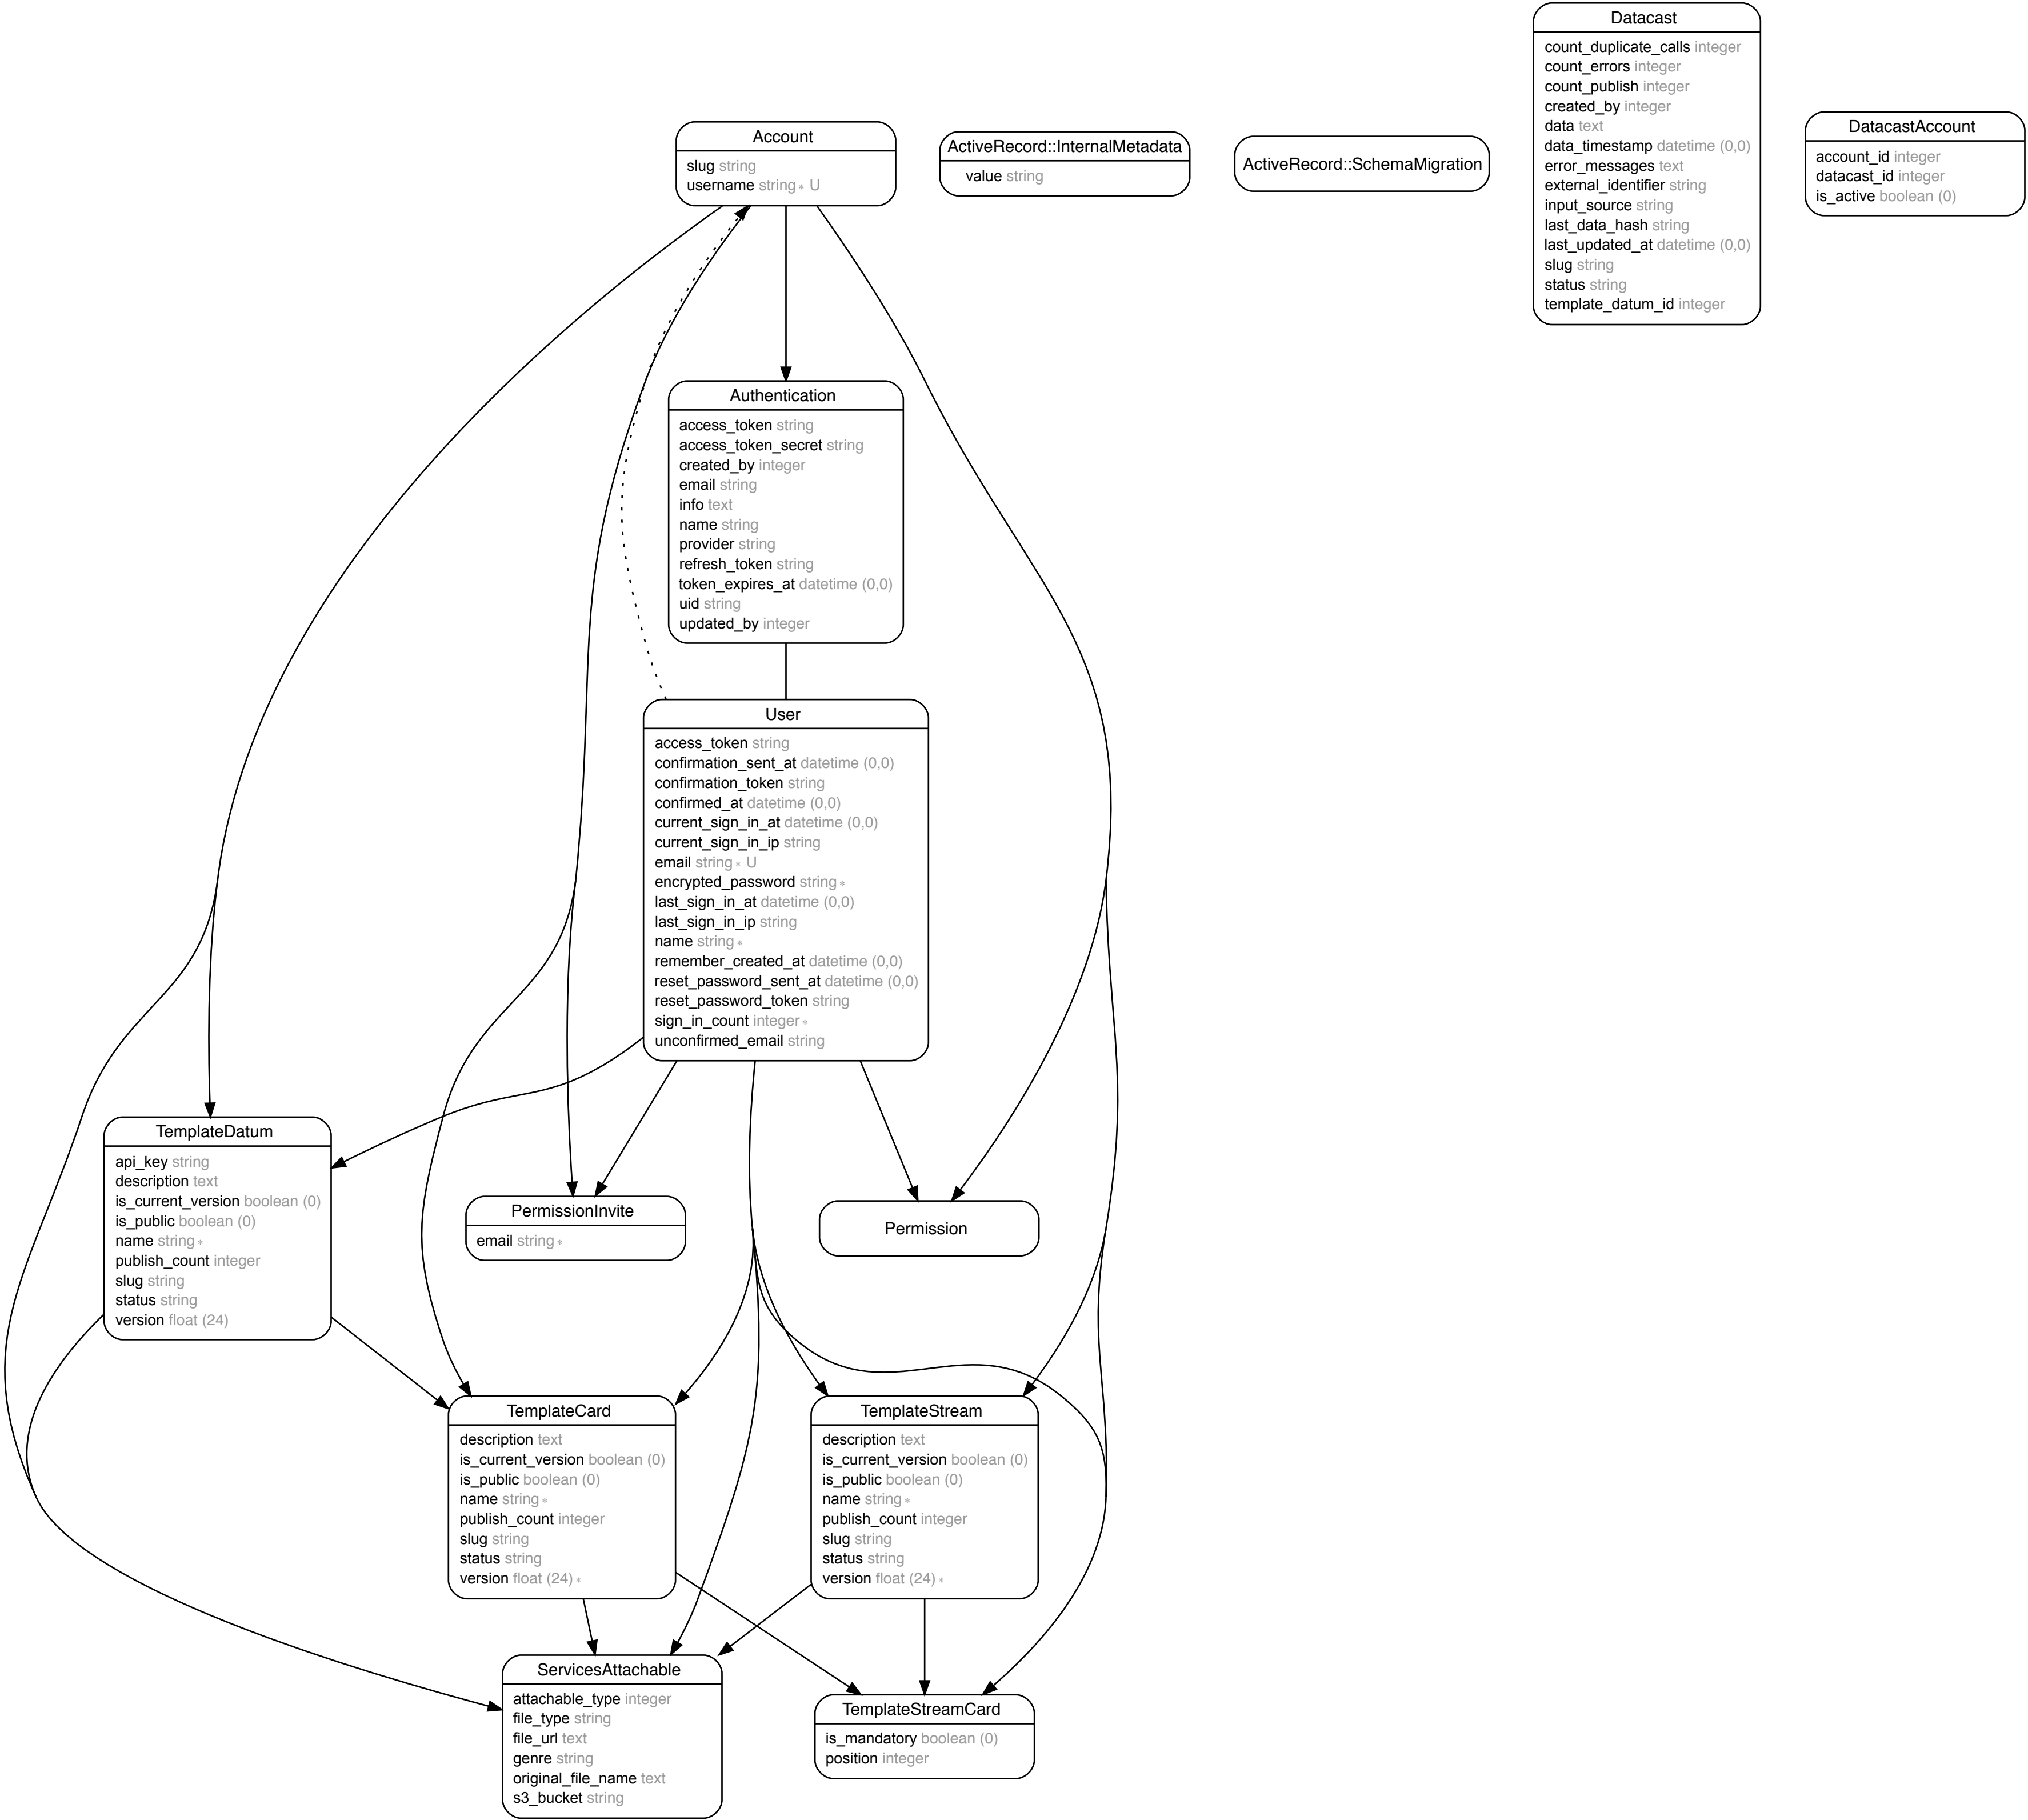 Datacast
count_duplicate_calls integer
count_errors integer
count_publish integer
created_by integer
data text
data_timestamp datetime (0,0)
error_messages text
external_identifier string
input_source string
last_data_hash string
last_updated_at datetime (0,0)
slug string
status string
template_datum_id integer
Account
slug string
username string ∗ U
ActiveRecord::InternalMetadata
value string
ActiveRecord::SchemaMigration
DatacastAccount
account_id integer
datacast_id integer
is_active boolean (0)
Authentication
access_token string
access_token_secret string
created_by integer
email string
info text
name string
provider string
refresh_token string
token_expires_at datetime (0,0)
uid string
updated_by integer
User
access_token string
confirmation_sent_at datetime (0,0)
confirmation_token string
confirmed_at datetime (0,0)
current_sign_in_at datetime (0,0)
current_sign_in_ip string
email string ∗ U
encrypted_password string ∗
last_sign_in_at datetime (0,0)
last_sign_in_ip string
name string ∗
remember_created_at datetime (0,0)
reset_password_sent_at datetime (0,0)
reset_password_token string
sign_in_count integer ∗
unconfirmed_email string
TemplateDatum
api_key string
description text
is_current_version boolean (0)
is_public boolean (0)
name string ∗
publish_count integer
slug string
status string
version float (24)
PermissionInvite
email string ∗
Permission
TemplateCard
description text
is_current_version boolean (0)
is_public boolean (0)
name string ∗
publish_count integer
slug string
status string
version float (24) ∗
TemplateStream
description text
is_current_version boolean (0)
is_public boolean (0)
name string ∗
publish_count integer
slug string
status string
version float (24) ∗
ServicesAttachable
attachable_type integer
file_type string
file_url text
genre string
original_file_name text
s3_bucket string
TemplateStreamCard
is_mandatory boolean (0)
position integer